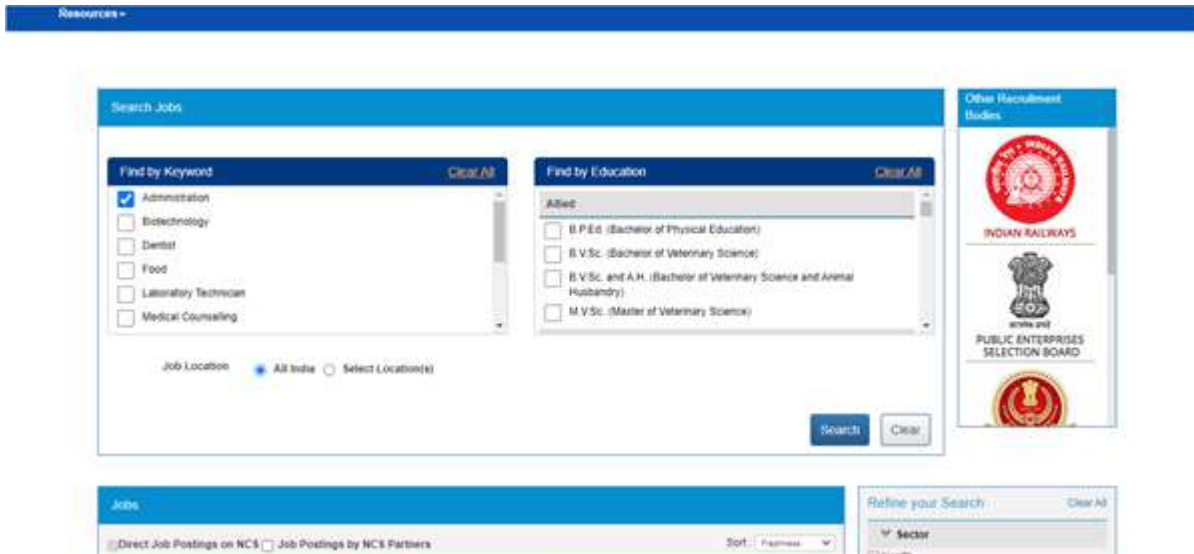 Resources
Search Jobs
Find by Keyword Clear All
Administration
Biotechnology
Dentist
Food
Laboratory Technician
Medical Counselling
Find by Education Clear All
Allied
B.P.Ed. (Bachelor of Physical Education)
B.V.Sc. (Bachelor of Veterinary Science)
B.V.Sc. and A.H. (Bachelor of Veterinary Science and Animal
Husbandry)
M.V.Sc. (Master of Veterinary Science)
Job Location All India Select Location(s)
Search Clear
Other Recruitment
Bodies
INDIAN RAILWAYS
सत्यमेव जयते
PUBLIC ENTERPRISES
SELECTION BOARD
Jobs
Direct Job Postings on NCS Job Postings by NCS Partners Sort Freshness
Refine your Search Clear All
Sector